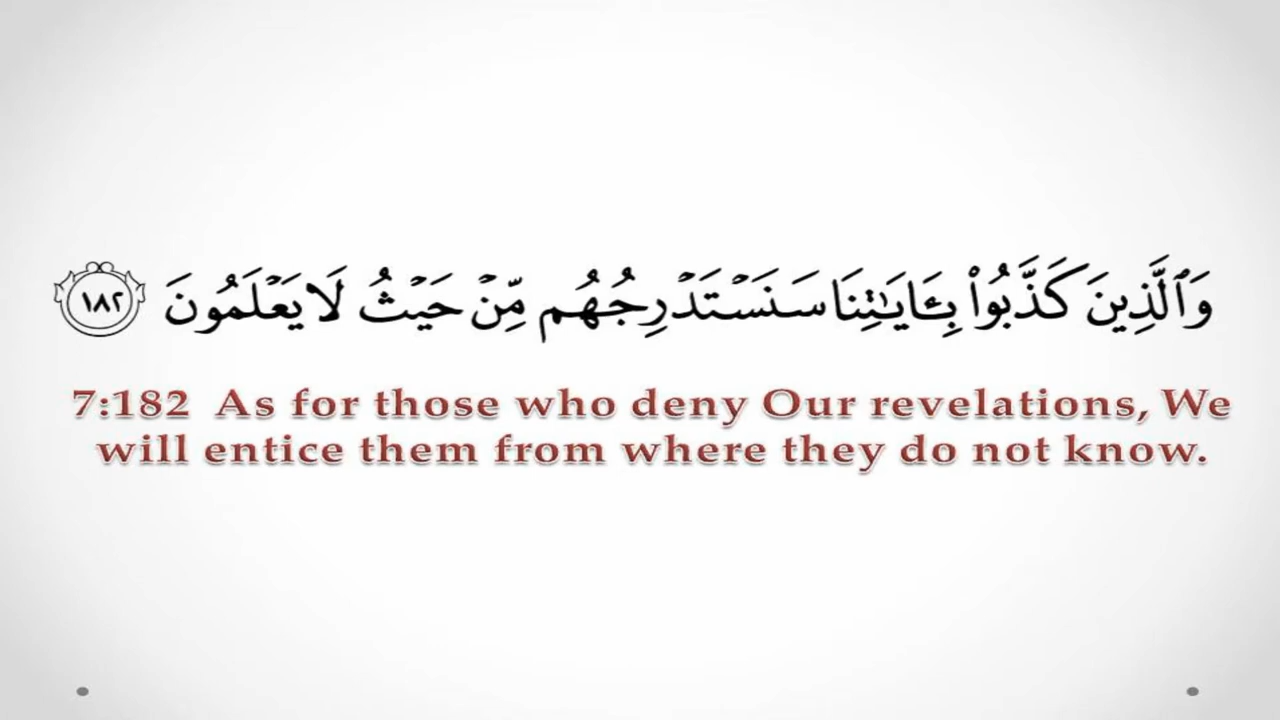 وَٱلَّذِينَ كَذَّبُوا۟ بِـَٔايَـٰتِنَا سَنَسْتَدْرِجُهُم مِّنْ حَيْثُ لَا يَعْلَمُونَ ١٨٢
7:182 As for those who deny Our revelations, We
will entice them from where they do not know.